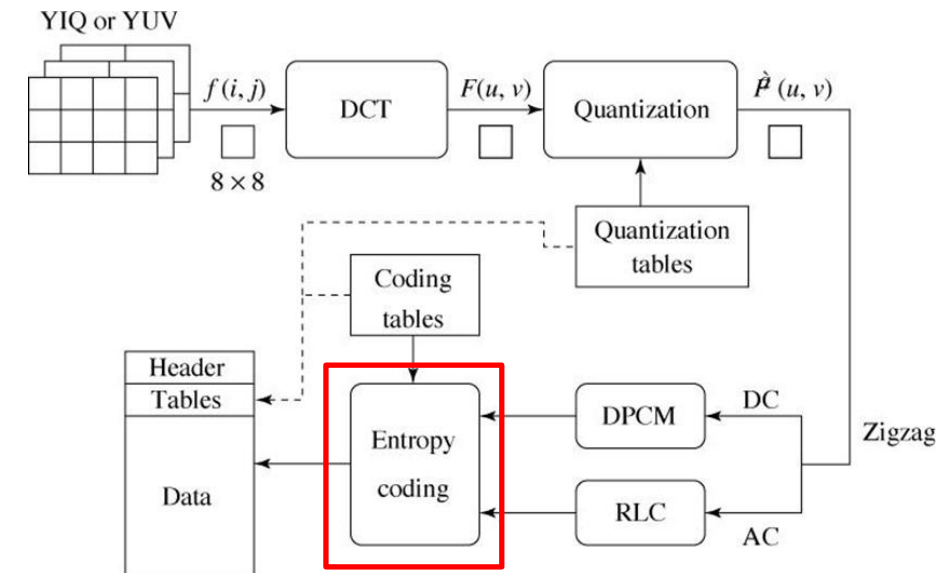 YIQ or YUV
f(i, j)
8 × 8
DCT
F(u, v)
Quantization
(u, v)
Quantization
tables
Coding
tables
Header
Tables
Data
Entropy
coding
DPCM
DC
RLC
AC
Zigzag